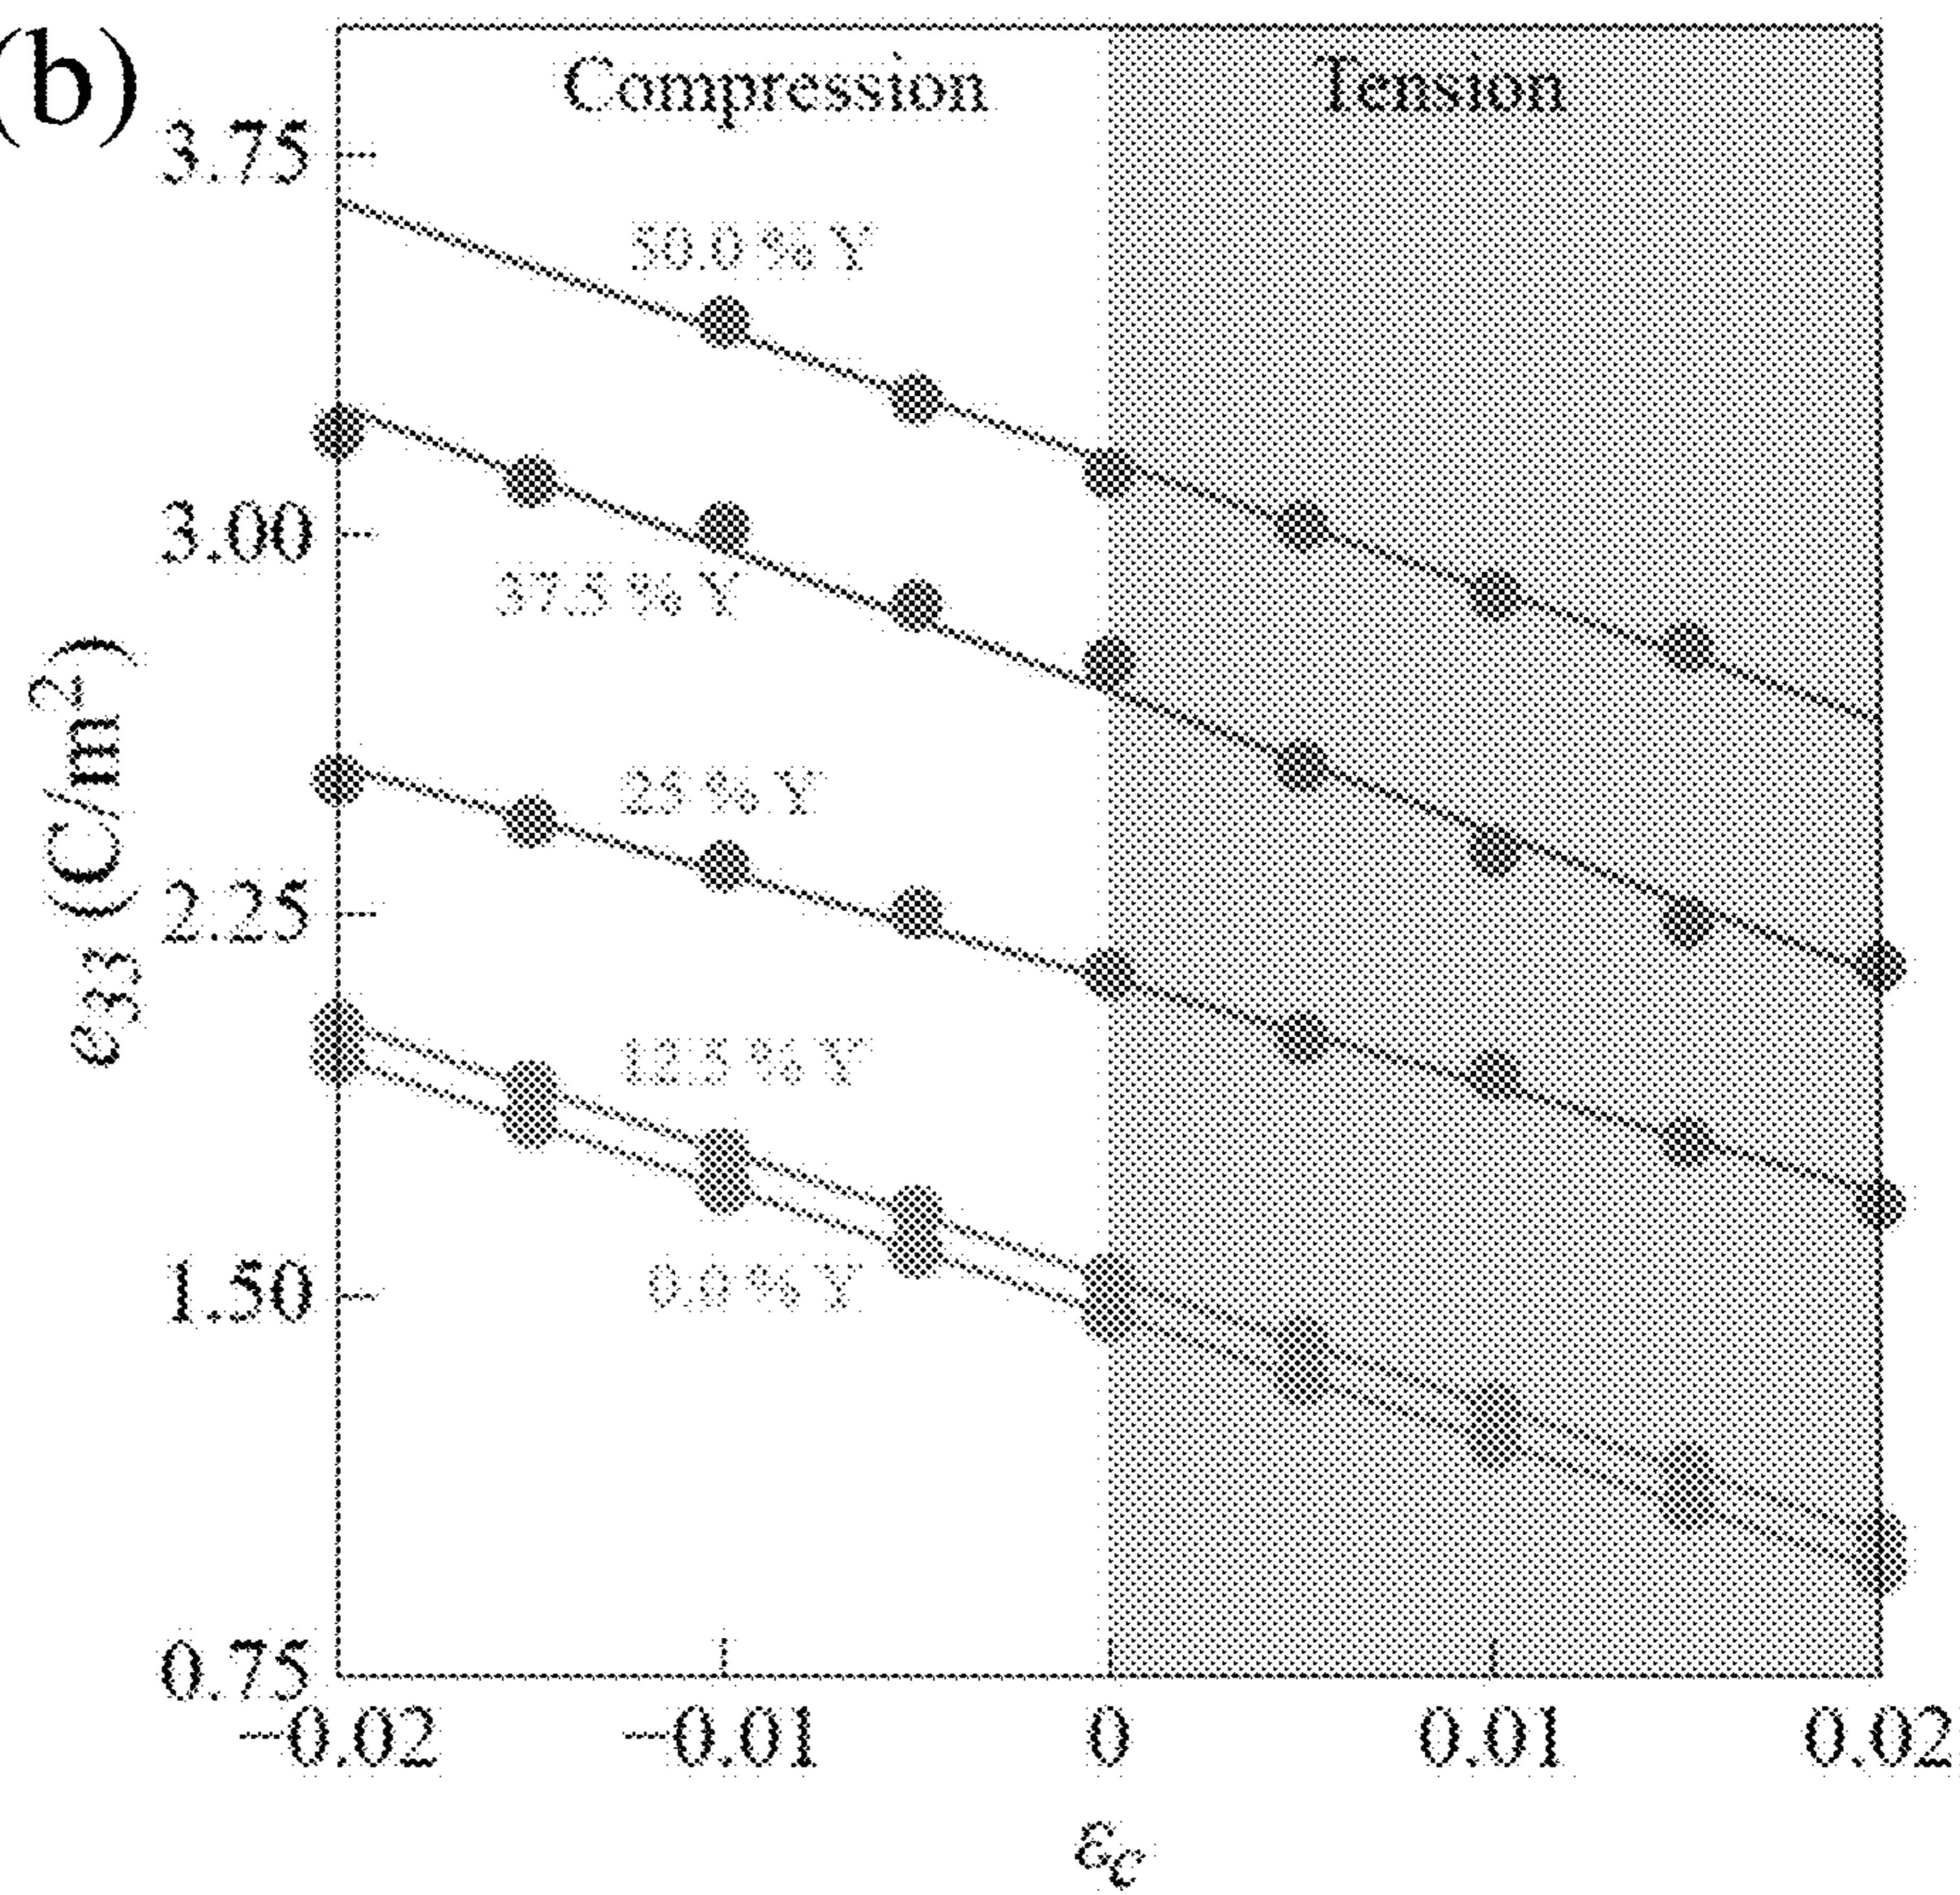 (b)
Compression
Tension
3.75
50.0 % Y
3.00
37.5 % Y
25 % Y
2.25
12.5 % Y
1.50
0.0 % Y
0.75
e33 (C/m²)
−0.02
−0.01
0
0.01
0.02
εc